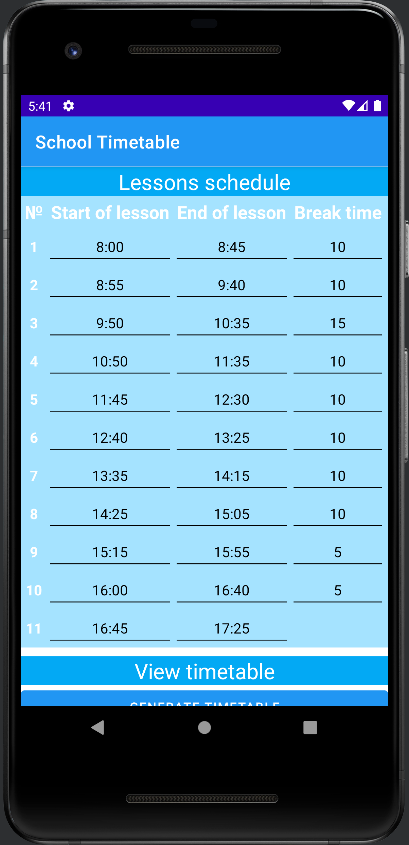 5:41
School Timetable
Lessons schedule
№ Start of lesson End of lesson Break time
1 8:00 8:45 10
2 8:55 9:40 10
3 9:50 10:35 15
4 10:50 11:35 10
5 11:45 12:30 10
6 12:40 13:25 10
7 13:35 14:15 10
8 14:25 15:05 10
9 15:15 15:55 5
10 16:00 16:40 5
11 16:45 17:25
View timetable
GENERATE TIMETABLE